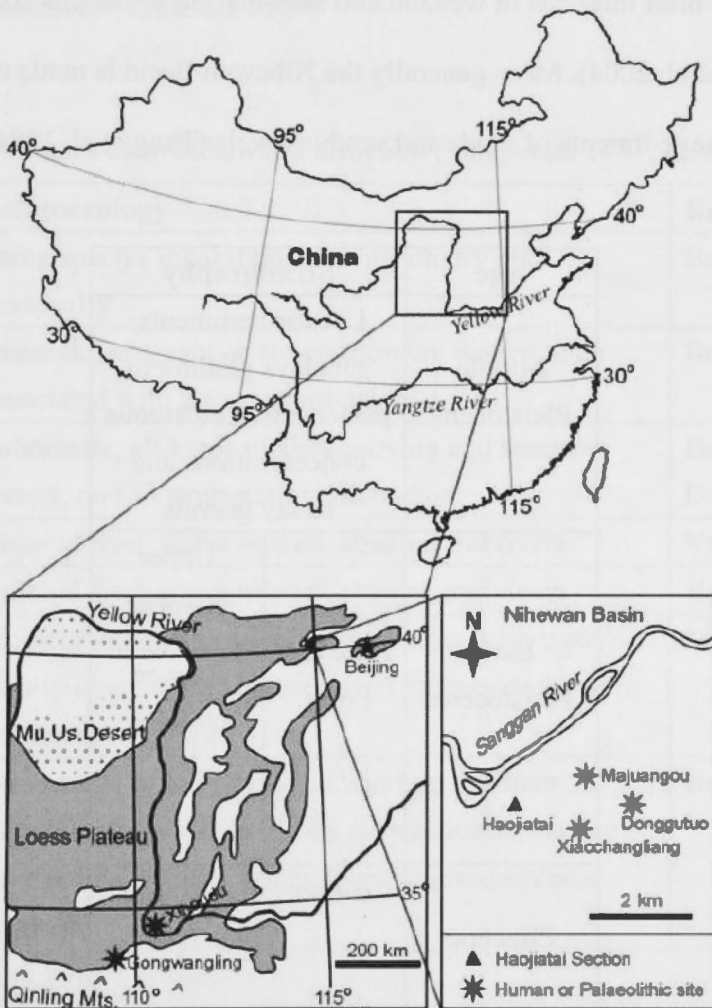 95°
115°
40°
40°
China
Yellow River
30°
30°
95°
Yangtze River
115°
Yellow River
40°
Beijing
Mu Us Desert
Loess Plateau
35°
Gongwangling
200 km
Qinling Mts.
110°
115°
Nihewan Basin
N
Sanggan River
Majuangou
Haojiatai
Donggutuo
Xiaochangliang
2 km
Haojiatai Section
Human or Palaeolithic site